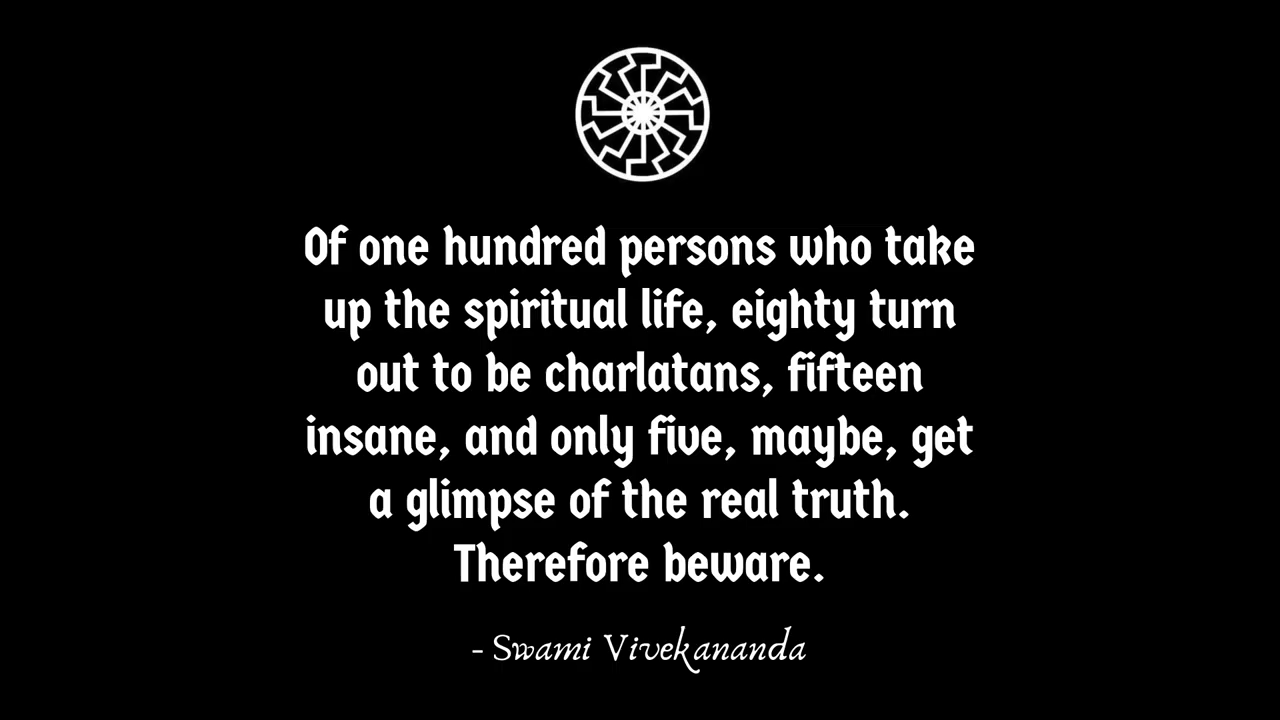 Of one hundred persons who take
up the spiritual life, eighty turn
out to be charlatans, fifteen
insane, and only five, maybe, get
a glimpse of the real truth.
Therefore beware.
- Swami Vivekananda